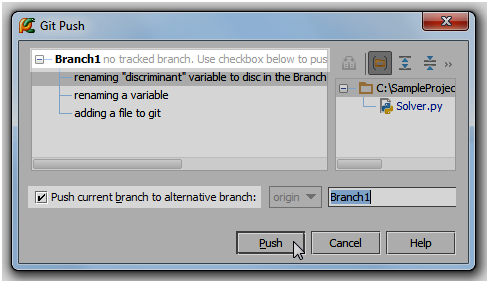 Git Push
Branch1 no tracked branch. Use checkbox below to pus
renaming "discriminant" variable to disc in the Branch
renaming a variable
adding a file to git
C:\SampleProjec
Solver.py
Push current branch to alternative branch:
origin
Branch1
Push
Cancel
Help